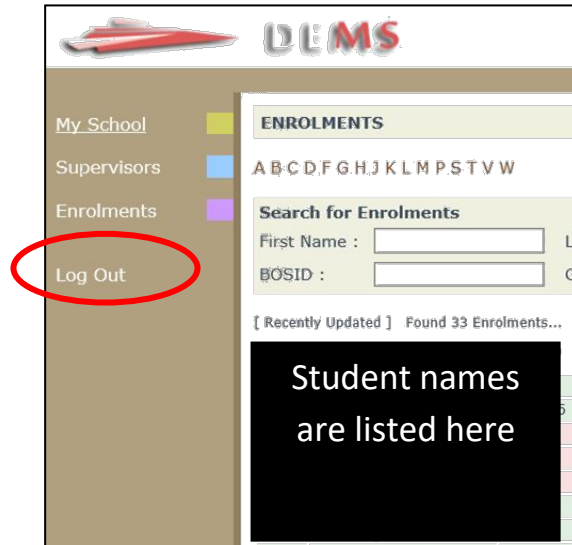 DEMS
My School
Supervisors
Enrolments
Log Out
ENROLMENTS
A B C D F G H J K L M P S T V W
Search for Enrolments
First Name : L
BOSID : G
[ Recently Updated ] Found 33 Enrolments...
Student names
are listed here